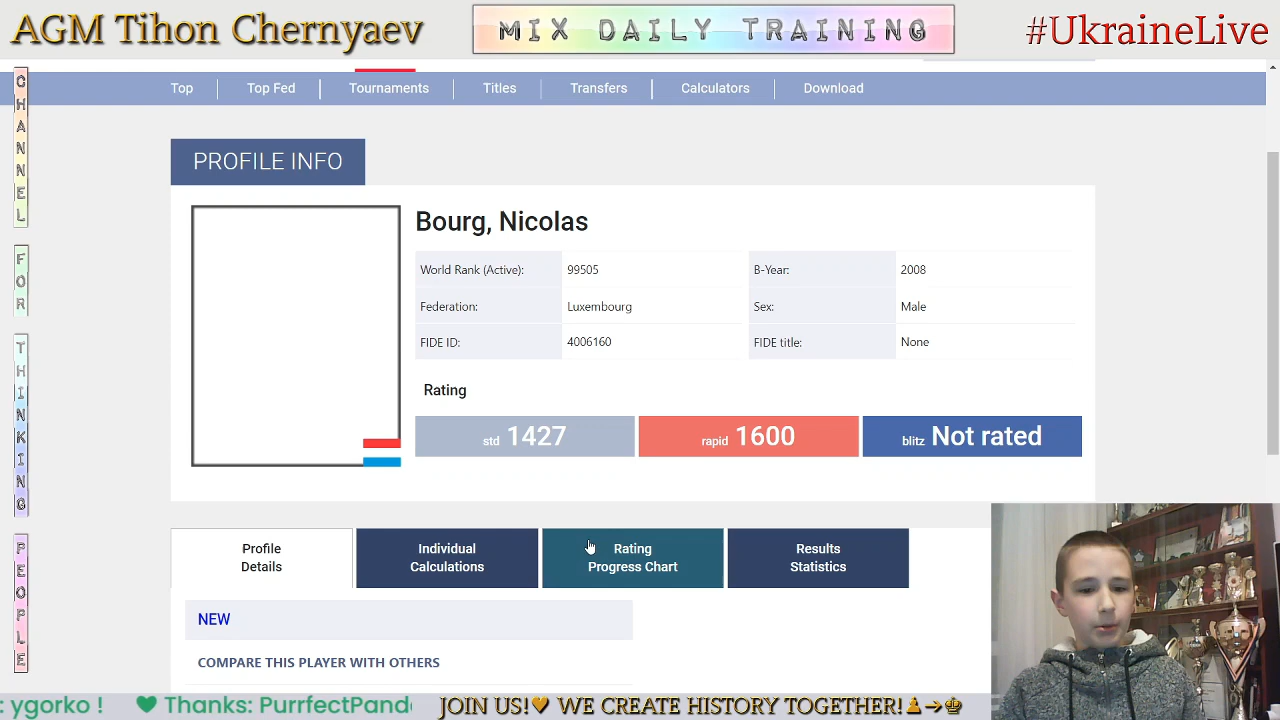 AGM Tihon Chernyaev
MIX DAILY TRAINING
#UkraineLive
CHANNEL
FOR
THINKING
PEOPLE
Top
Top Fed
Tournaments
Titles
Transfers
Calculators
Download
PROFILE INFO
Bourg, Nicolas
World Rank (Active): 99505
B-Year: 2008
Federation: Luxembourg
Sex: Male
FIDE ID: 4006160
FIDE title: None
Rating
std 1427
rapid 1600
blitz Not rated
Profile
Details
Individual
Calculations
Rating
Progress Chart
Results
Statistics
NEW
COMPARE THIS PLAYER WITH OTHERS
: ygorko !
Thanks: PurrfectPand
JOIN US! WE CREATE HISTORY TOGETHER!